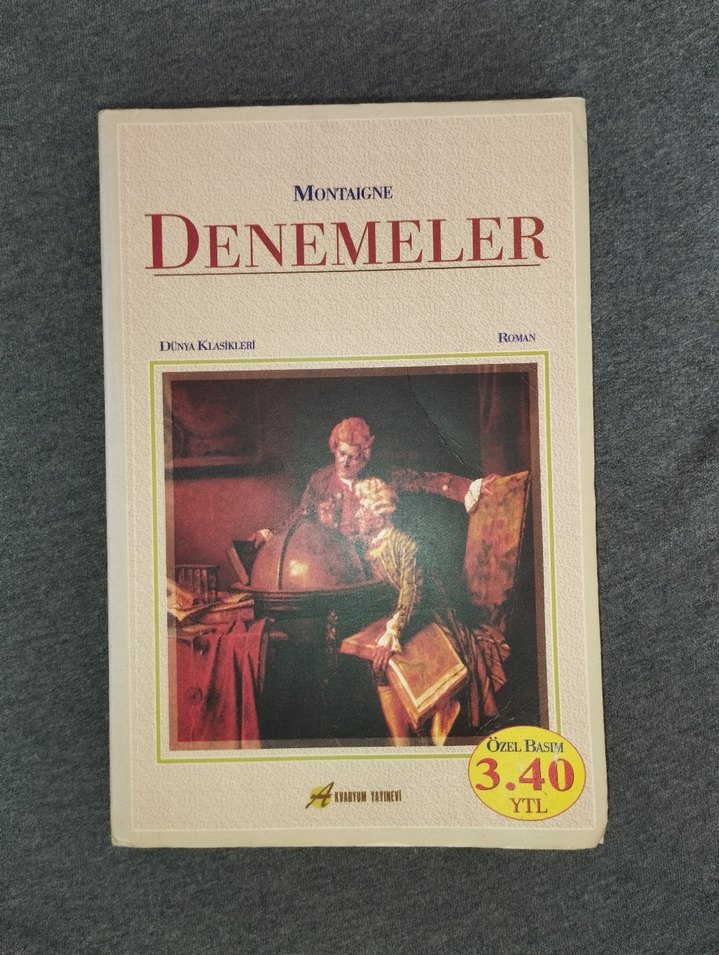 MONTAIGNE
DENEMELER
DÜNYA KLASİKLERİ
ROMAN
ÖZEL BASIM
3.40
YTL
AKVARYUM YAYINEVİ